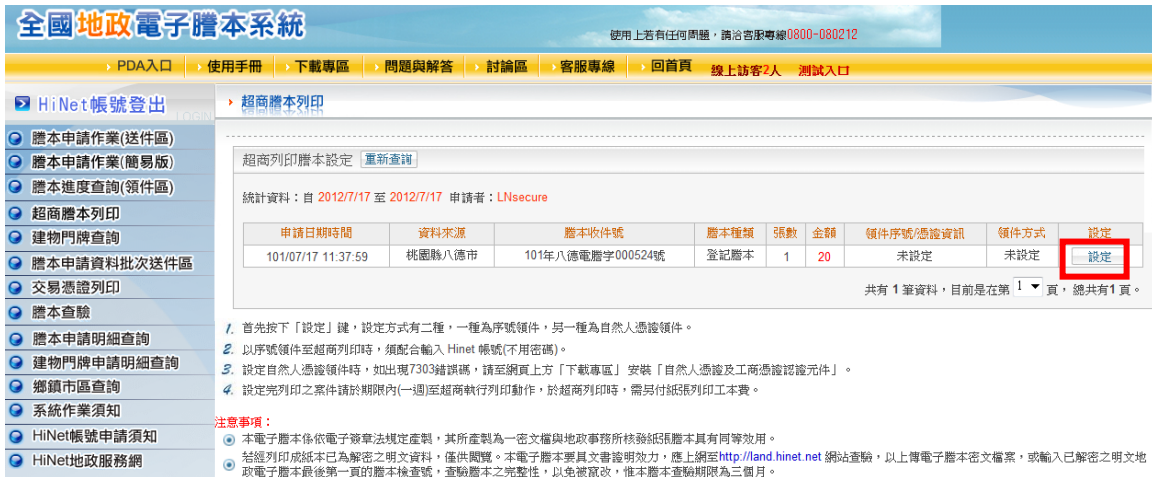 全國地政電子謄本系統
使用上若有任何問題，請洽客服專線0800-080212
PDA入口 使用手冊 下載專區 問題與解答 討論區 客服專線 回首頁 線上訪客2人 測試入口
HiNet帳號登出
LOGIN
超商謄本列印
謄本申請作業(送件區)
謄本申請作業(簡易版)
謄本進度查詢(領件區)
超商謄本列印
建物門牌查詢
謄本申請資料批次送件區
交易憑證列印
謄本查驗
謄本申請明細查詢
建物門牌申請明細查詢
鄉鎮市區查詢
系統作業須知
HiNet帳號申請須知
HiNet地政服務網
超商列印謄本設定 重新查詢
統計資料：自 2012/7/17 至 2012/7/17 申請者：LNsecure
申請日期時間 資料來源 謄本收件號 謄本種類 張數 金額 領件序號/憑證資訊 領件方式 設定
101/07/17 11:37:59 桃園縣八德市 101年八德電謄字000524號 登記謄本 1 20 未設定 未設定 設定
共有 1 筆資料，目前是在第 1 頁，總共有1 頁。
1. 首先按下「設定」鍵，設定方式有二種，一種為序號領件，另一種為自然人憑證領件。
2. 以序號領件至超商列印時，須配合輸入 Hinet 帳號(不用密碼)。
3. 設定自然人憑證領件時，如出現7303錯誤碼，請至網頁上方「下載專區」 安裝「自然人憑證及工商憑證認證元件」。
4. 設定完列印之案件請於期限內(一週)至超商執行列印動作，於超商列印時，需另付紙張列印工本費。
注意事項：
本電子謄本係依電子簽章法規定產製，其所產製為一密文檔與地政事務所核發紙張謄本具有同等效用。
若經列印成紙本已為解密之明文資料，僅供閱覽。本電子謄本要具文書證明效力，應上網至http://land.hinet.net 網站查驗，以上傳電子謄本密文檔案，或輸入已解密之明文地
政電子謄本最後第一頁的謄本檢查號，查驗謄本之完整性，以免被竄改，惟本謄本查驗期限為三個月。